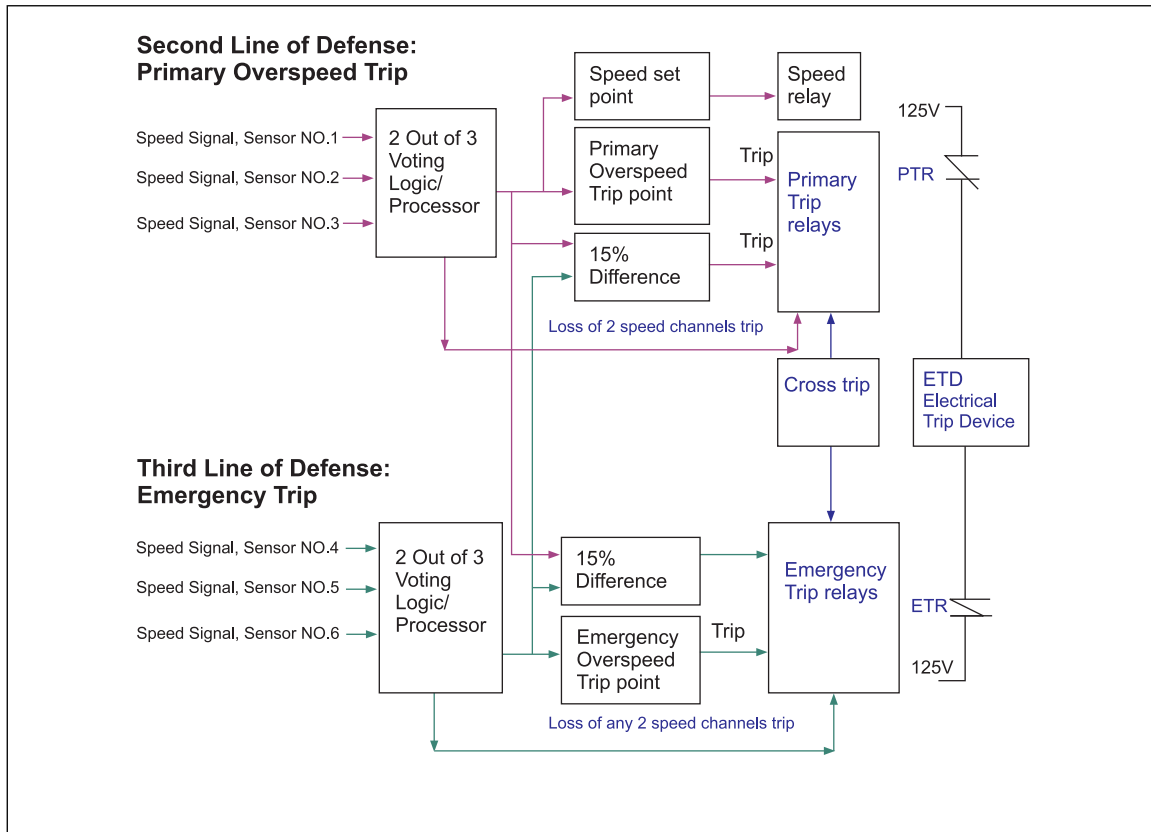 Second Line of Defense:
Primary Overspeed Trip
Speed Signal, Sensor NO.1
Speed Signal, Sensor NO.2
Speed Signal, Sensor NO.3
2 Out of 3
Voting
Logic/
Processor
Speed set
point
Speed
relay
Primary
Overspeed
Trip point
Trip
Primary
Trip
relays
15%
Difference
Trip
Loss of 2 speed channels trip
125V
PTR
Cross trip
ETD
Electrical
Trip Device
Third Line of Defense:
Emergency Trip
Speed Signal, Sensor NO.4
Speed Signal, Sensor NO.5
Speed Signal, Sensor NO.6
2 Out of 3
Voting
Logic/
Processor
15%
Difference
Emergency
Overspeed
Trip point
Trip
Emergency
Trip relays
Loss of any 2 speed channels trip
ETR
125V